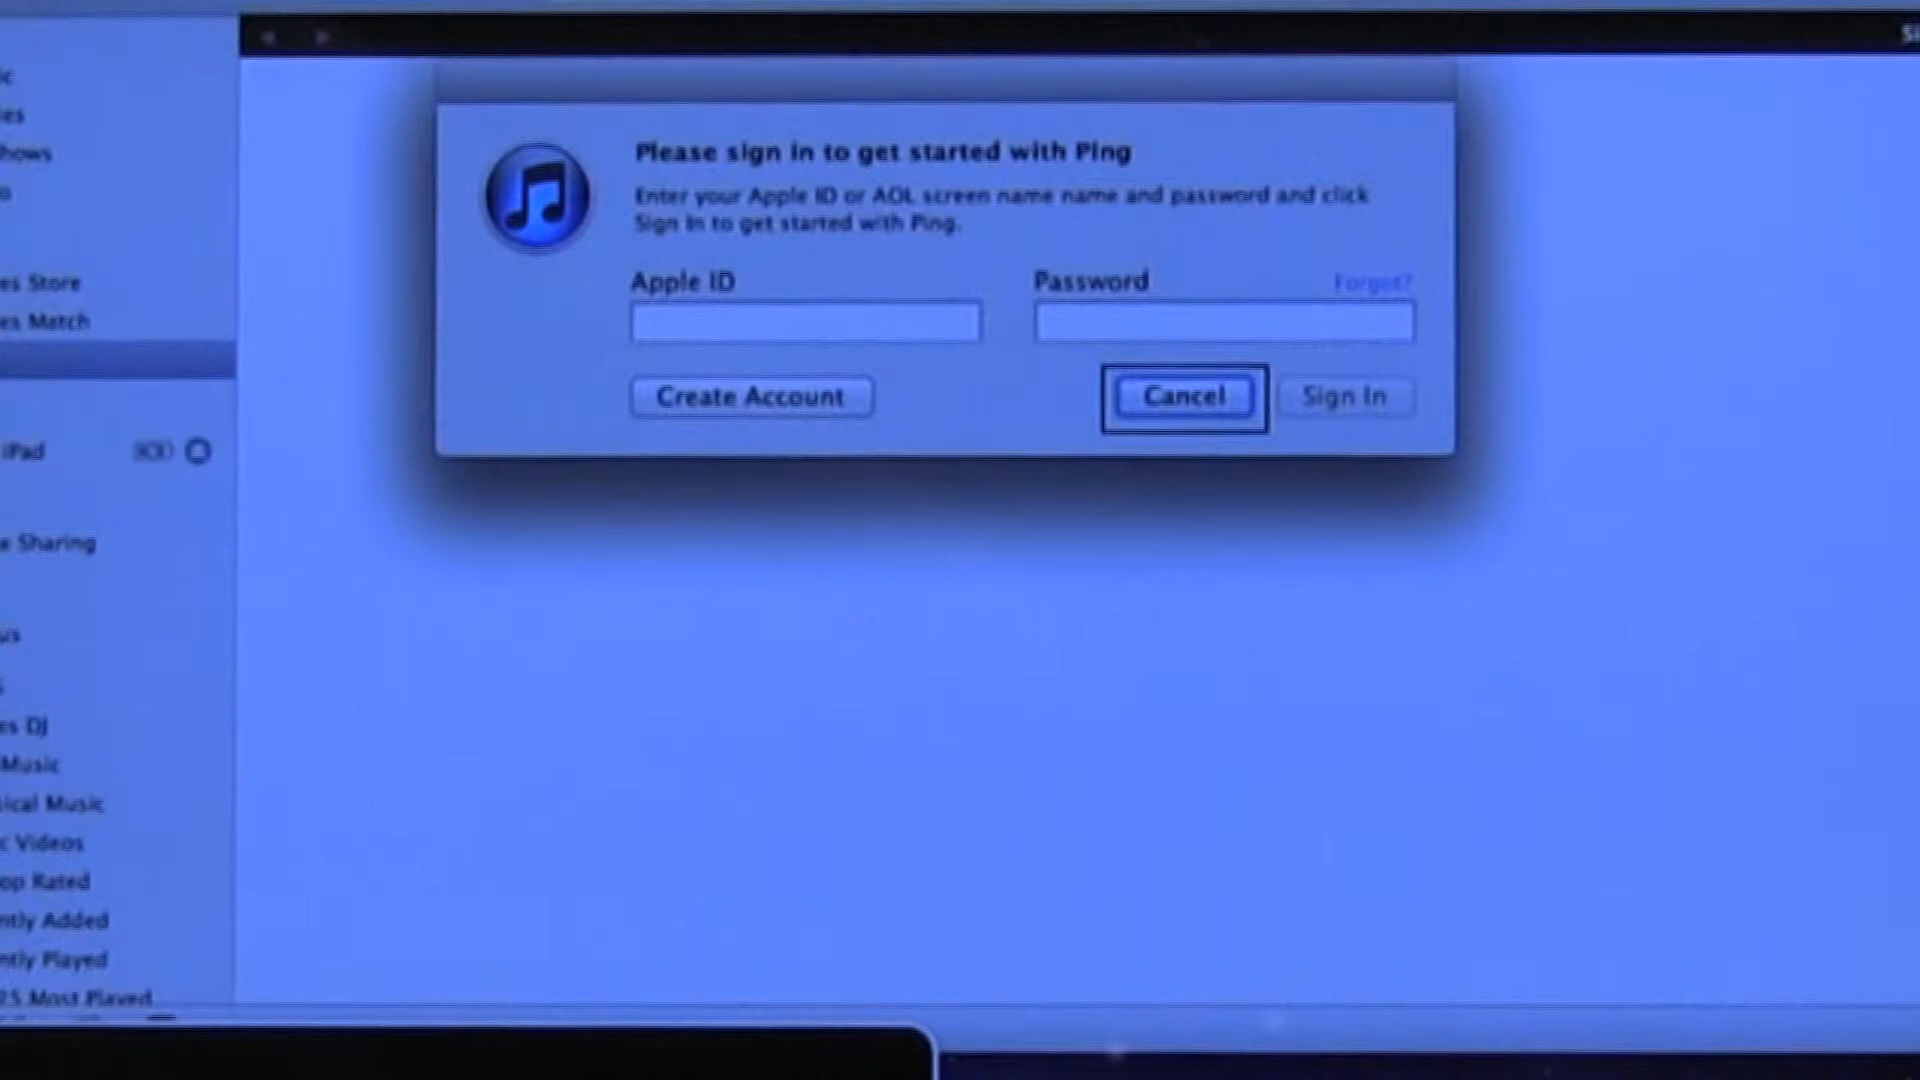 Please sign in to get started with Ping
Enter your Apple ID or AOL screen name name and password and click
Sign In to get started with Ping.
Apple ID
Password
Forgot?
Create Account
Cancel
Sign In
hows
es Store
es Match
iPad
Sharing
us
es DJ
Music
ical Music
c Videos
op Rated
ntly Added
ntly Played
25 Most Played